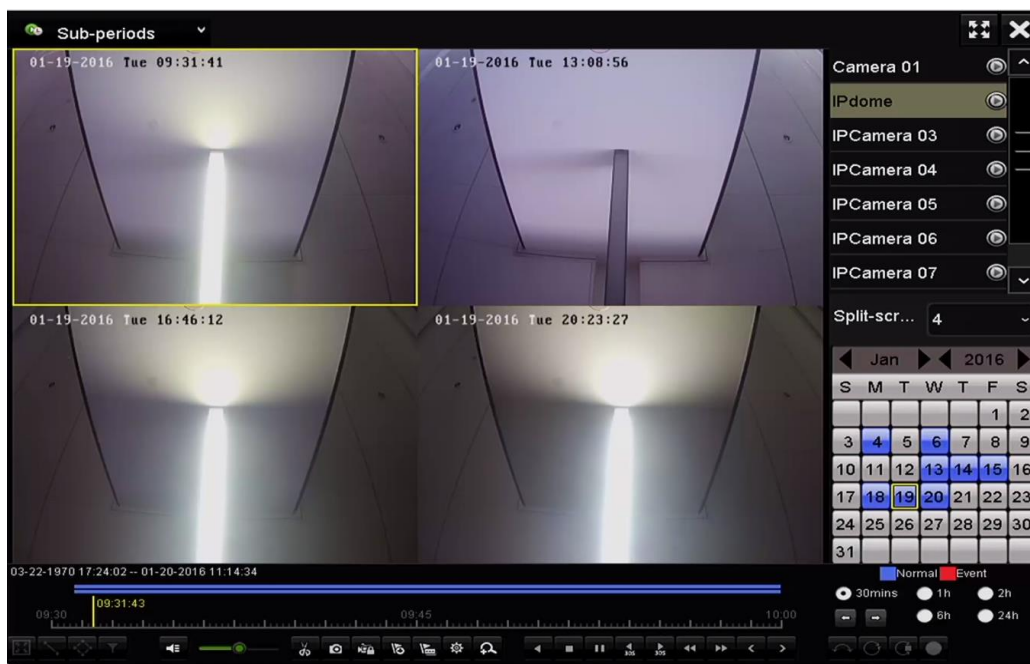 Sub-periods
01-19-2016 Tue 09:31:41
01-19-2016 Tue 13:08:56
01-19-2016 Tue 16:46:12
01-19-2016 Tue 20:23:27
Camera 01
IPdome
IPCamera 03
IPCamera 04
IPCamera 05
IPCamera 06
IPCamera 07
Split-scr... 4
Jan 2016
S M T W T F S
1 2
3 4 5 6 7 8 9
10 11 12 13 14 15 16
17 18 19 20 21 22 23
24 25 26 27 28 29 30
31
Normal Event
03-22-1970 17:24:02 -- 01-20-2016 11:14:34
09:31:43
09:30 09:45 10:00
30mins 1h 2h
6h 24h
30S 30S